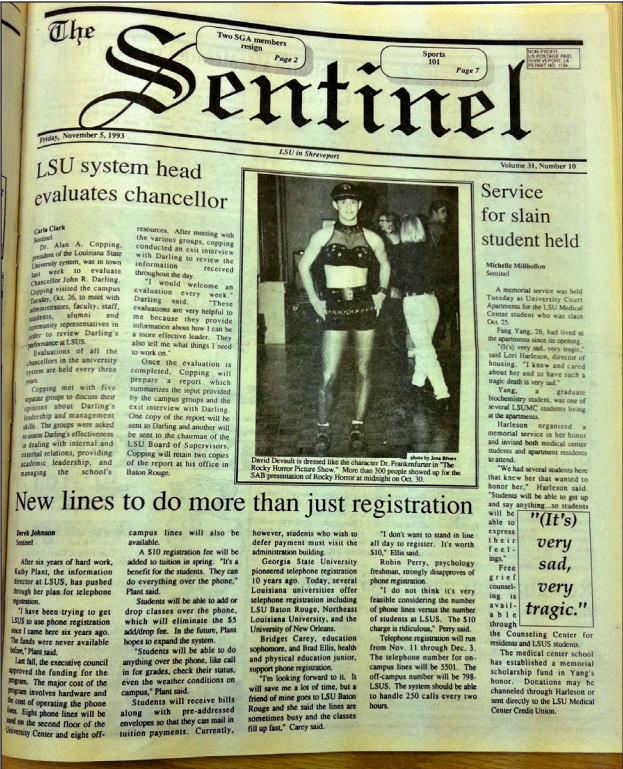 The
Sentinel
Two SGA members
resign
Page 2
Sports
101
Page 7
NON-PROFIT
US POSTAGE PAID
SHREVEPORT, LA
PERMIT NO. 1134
Friday, November 5, 1993
LSU in Shreveport
Volume 31, Number 10
LSU system head
evaluates chancellor
Carla Clark
Sentinel
Dr. Alan A. Copping,
president of the Louisiana State
University system, was in town
last week to evaluate
Chancellor John R. Darling.
Copping visited the campus
Tuesday, Oct. 26, to meet with
administrators, faculty, staff,
students, alumni and
community representatives in
order to review Darling's
performance at LSUS.
Evaluations of all the
chancellors in the university
system are held every three
years.
Copping met with five
separate groups to discuss their
opinions about Darling's
leadership and management
skills. The groups were asked
to assess Darling's effectiveness
in dealing with internal and
external relations, providing
academic leadership, and
managing the school's
resources. After meeting with
the various groups, copping
conducted an exit interview
with Darling to review the
information received
throughout the day.
"I would welcome an
evaluation every week."
Darling said. "These
evaluations are very helpful to
me because they provide
information about how I can be
a more effective leader. They
also tell me what things I need
to work on."
Once the evaluation is
completed, Copping will
prepare a report which
summarizes the input provided
by the campus groups and the
exit interview with Darling.
One copy of the report will be
sent to Darling and another will
be sent to the chairman of the
LSU Board of Supervisors.
Copping will retain two copies
of the report at his office in
Baton Rouge.
photo by Jose Rivera
David Devault is dressed like the character Dr. Frankenfurter in "The
Rocky Horror Picture Show." More than 300 people showed up for the
SAB presentation of Rocky Horror at midnight on Oct. 30.
Service
for slain
student held
Michelle Millhollon
Sentinel
A memorial service was held
Tuesday at University Court
Apartments for the LSU Medical
Center student who was slain
Oct. 25.
Fang Yang, 26, had lived at
the apartments since its opening.
"(It's) very sad, very tragic,"
said Lori Harleson, director of
housing. "I knew and cared
about her and to have such a
tragic death is very sad."
Yang, a graduate
biochemistry student, was one of
several LSUMC students living
at the apartments.
Harleson organized a
memorial service in her honor
and invited both medical center
students and apartment residents
to attend.
"We had several students here
that knew her that wanted to
honor her," Harleson said.
"Students will be able to get up
and say anything...so students
will be
able to
express
their
feel-
ings."
Free
grief
counsel-
ing is
avail-
able
through
the Counseling Center for
residents and LSUS students.
The medical center school
has established a memorial
scholarship fund in Yang's
honor. Donations may be
channeled through Harleson or
sent directly to the LSU Medical
Center Credit Union.
"(It's)
very
sad,
very
tragic."
New lines to do more than just registration
Derek Johnson
Sentinel
After six years of hard work,
Kathy Plant, the information
director at LSUS, has pushed
through her plan for telephone
registration.
"I have been trying to get
LSUS to use phone registration
since I came here six years ago.
The funds were never available
before," Plant said.
Last fall, the executive council
approved the funding for the
program. The major cost of the
program involves hardware and
the cost of operating the phone
lines. Eight phone lines will be
used on the second floor of the
University Center and eight off-
campus lines will also be
available.
A $10 registration fee will be
added to tuition in spring. "It's a
benefit for the students. They can
do everything over the phone,"
Plant said.
Students will be able to add or
drop classes over the phone,
which will eliminate the $5
add/drop fee. In the future, Plant
hopes to expand the system.
"Students will be able to do
anything over the phone, like call
in for grades, check their status,
even the weather conditions on
campus," Plant said.
Students will receive bills
along with pre-addressed
envelopes so that they can mail in
tuition payments. Currently,
however, students who wish to
defer payment must visit the
administration building.
Georgia State University
pioneered telephone registration
10 years ago. Today, several
Louisiana universities offer
telephone registration including
LSU Baton Rouge, Northeast
Louisiana University, and the
University of New Orleans.
Bridget Carey, education
sophomore, and Brad Ellis, health
and physical education junior,
support phone registration.
"I'm looking forward to it. It
will save me a lot of time, but a
friend of mine goes to LSU Baton
Rouge and she said the lines are
sometimes busy and the classes
fill up fast," Carey said.
"I don't want to stand in line
all day to register. It's worth
$10," Ellis said.
Robin Perry, psychology
freshman, strongly disapproves of
phone registration.
"I do not think it's very
feasible considering the number
of phone lines versus the number
of students at LSUS. The $10
charge is ridiculous," Perry said.
Telephone registration will run
from Nov. 11 through Dec. 3.
The telephone number for on-
campus lines will be 5501. The
off-campus number will be 798-
LSUS. The system should be able
to handle 250 calls every two
hours.